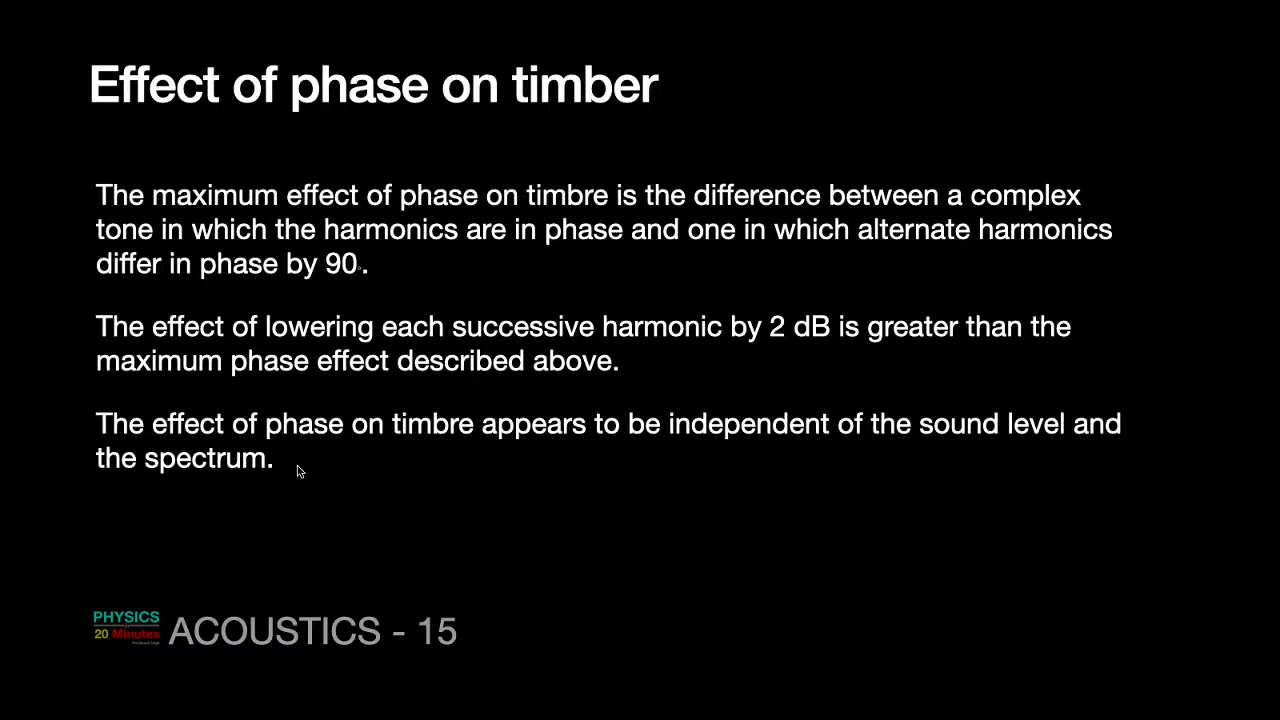 Effect of phase on timber
The maximum effect of phase on timbre is the difference between a complex
tone in which the harmonics are in phase and one in which alternate harmonics
differ in phase by 90°.
The effect of lowering each successive harmonic by 2 dB is greater than the
maximum phase effect described above.
The effect of phase on timbre appears to be independent of the sound level and
the spectrum.
PHYSICS
20 Minutes
ACOUSTICS - 15